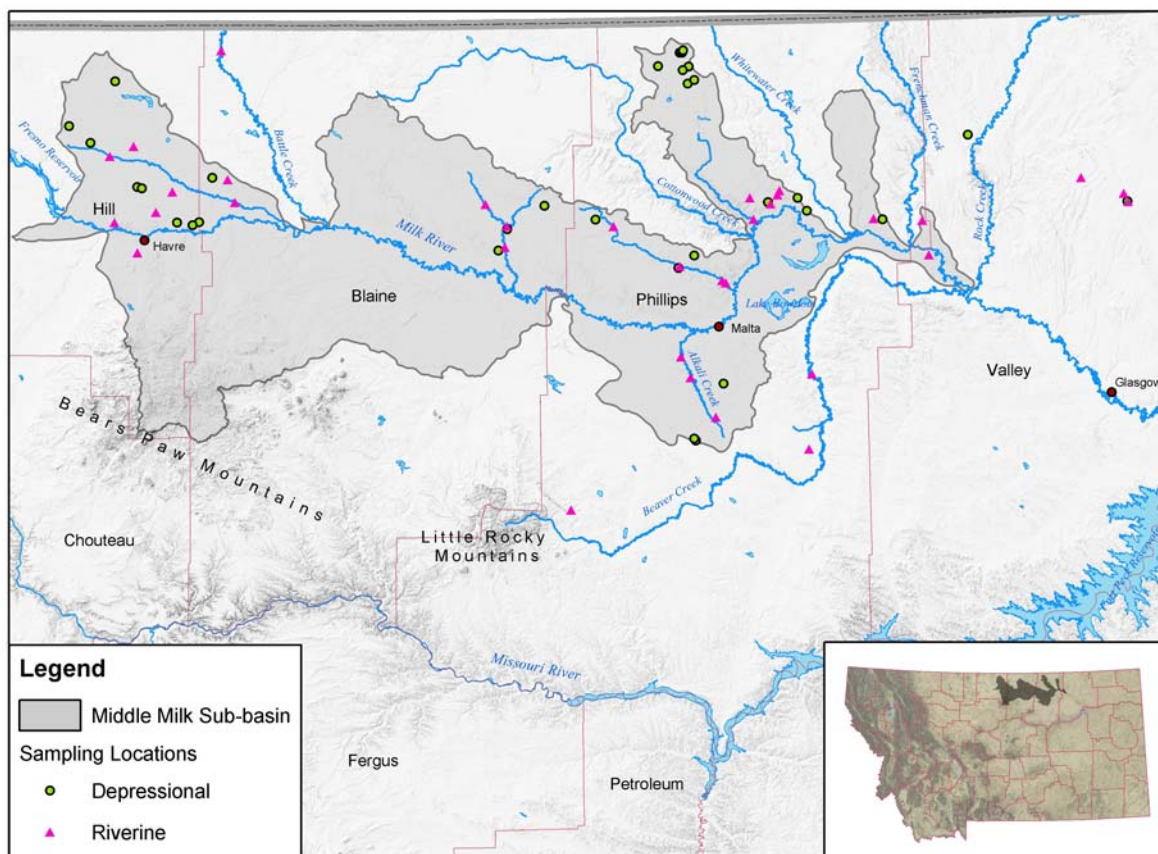 Whitewater Creek
Frenchman Creek
Battle Creek
Rock Creek
Fresno Reservoir
Cottonwood Creek
Hill
Havre
Milk River
Blaine
Phillips
Lake Bowdoin
Malta
Alkali Creek
Valley
Glasgow
Bears Paw Mountains
Beaver Creek
Little Rocky
Mountains
Chouteau
Missouri River
Fergus
Petroleum
Legend
Middle Milk Sub-basin
Sampling Locations
Depressional
Riverine